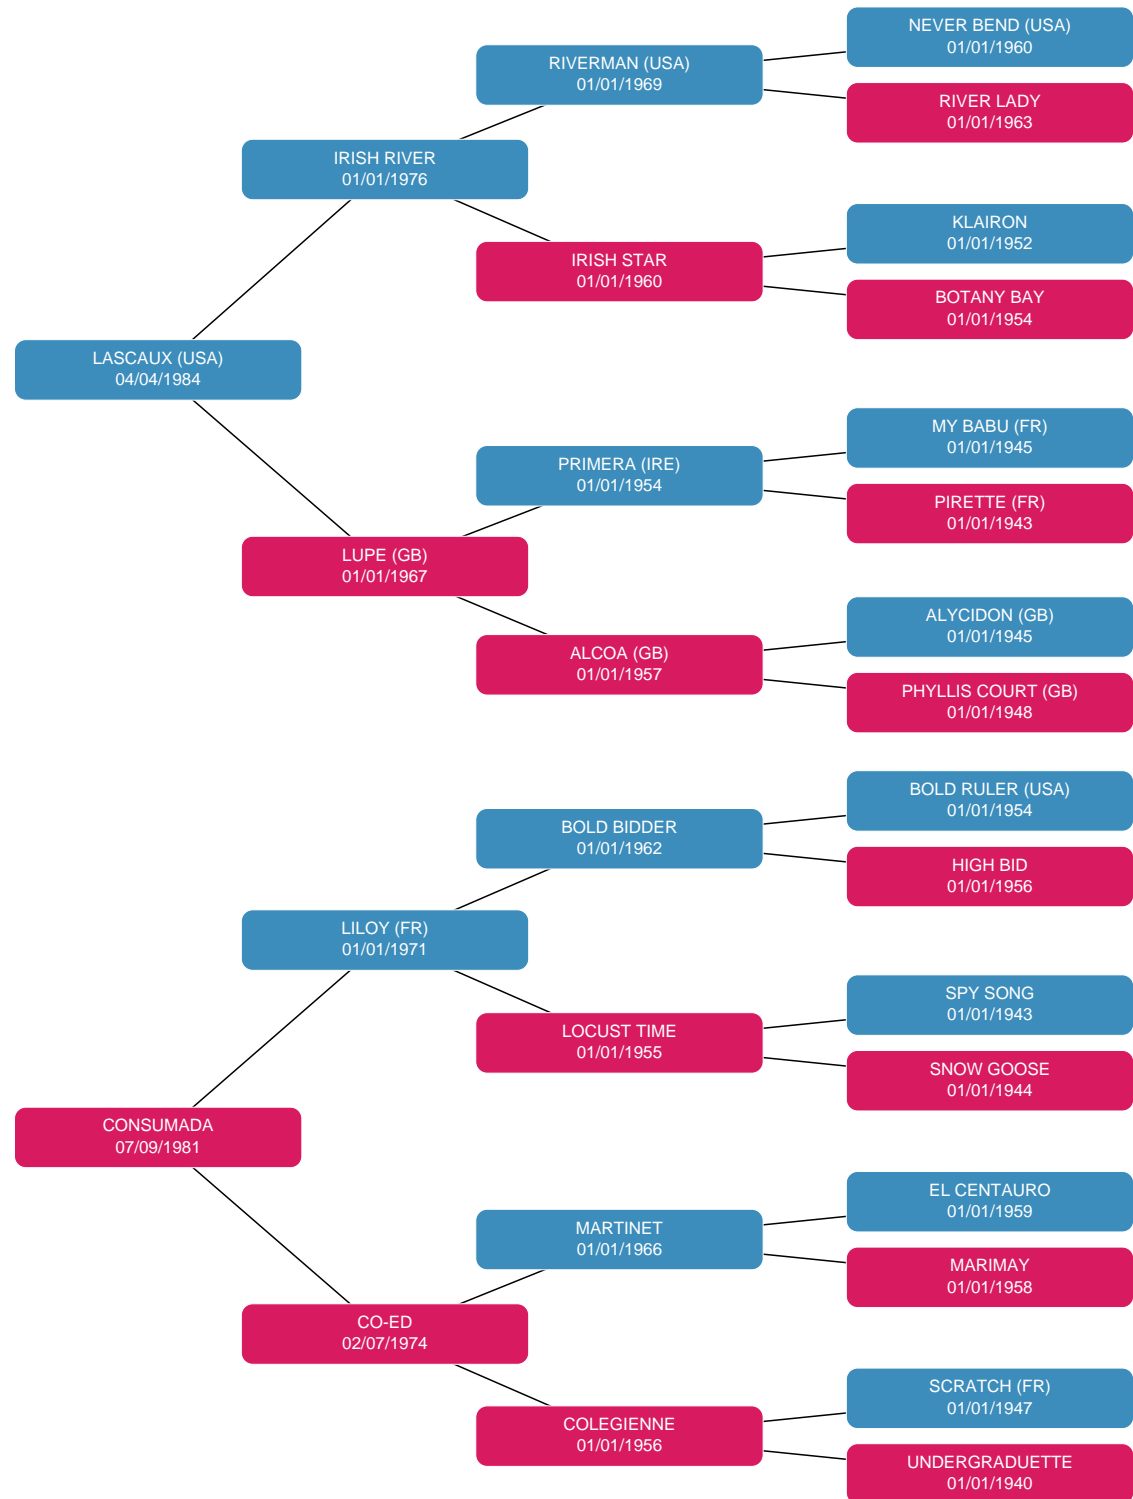 NEVER BEND (USA)
01/01/1960
RIVERMAN (USA)
01/01/1969
RIVER LADY
01/01/1963
IRISH RIVER
01/01/1976
KLAIRON
01/01/1952
IRISH STAR
01/01/1960
BOTANY BAY
01/01/1954
LASCAUX (USA)
04/04/1984
MY BABU (FR)
01/01/1945
PRIMERA (IRE)
01/01/1954
PIRETTE (FR)
01/01/1943
LUPE (GB)
01/01/1967
ALYCIDON (GB)
01/01/1945
ALCOA (GB)
01/01/1957
PHYLLIS COURT (GB)
01/01/1948
BOLD RULER (USA)
01/01/1954
BOLD BIDDER
01/01/1962
HIGH BID
01/01/1956
LILOY (FR)
01/01/1971
SPY SONG
01/01/1943
LOCUST TIME
01/01/1955
SNOW GOOSE
01/01/1944
CONSUMADA
07/09/1981
EL CENTAURO
01/01/1959
MARTINET
01/01/1966
MARIMAY
01/01/1958
CO-ED
02/07/1974
SCRATCH (FR)
01/01/1947
COLEGIENNE
01/01/1956
UNDERGRADUETTE
01/01/1940